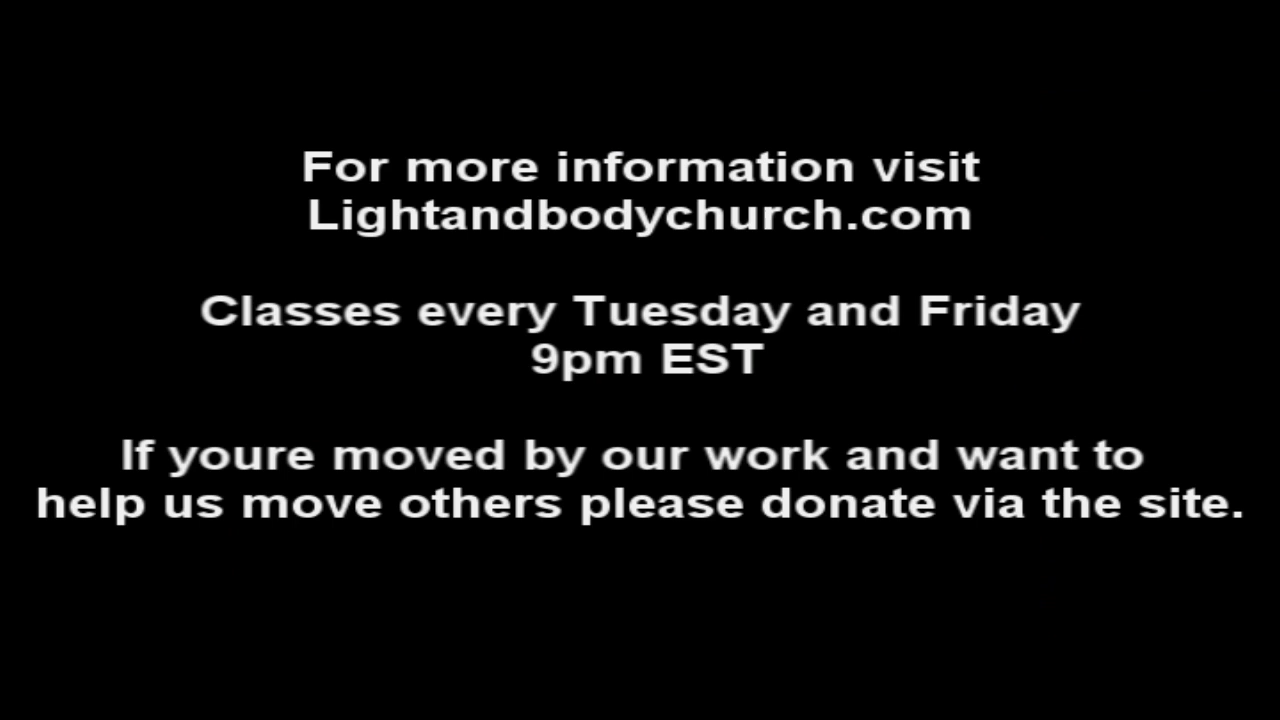 For more information visit
Lightandbodychurch.com
Classes every Tuesday and Friday
9pm EST
If youre moved by our work and want to
help us move others please donate via the site.